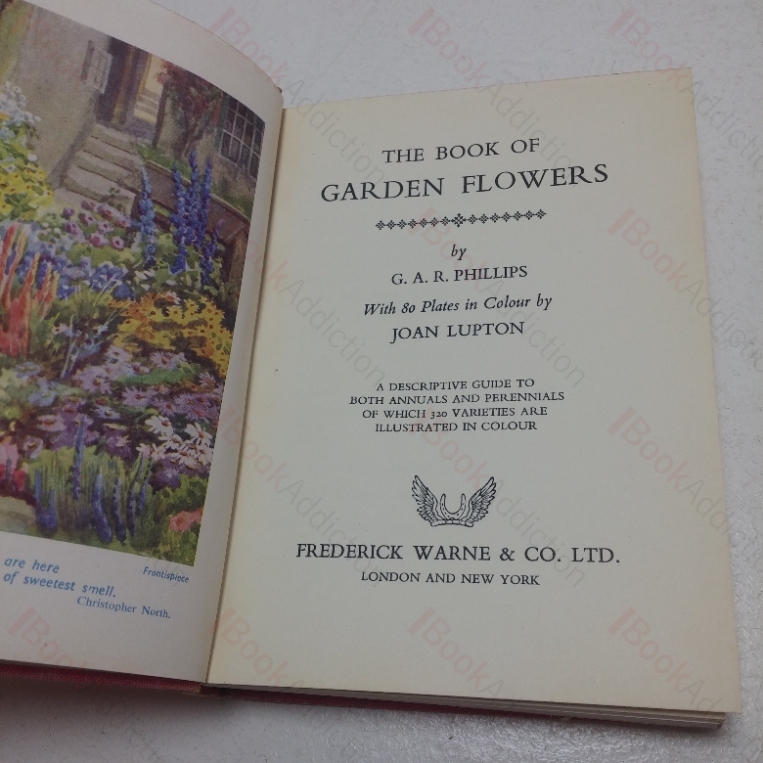 are here
of sweetest smell.
Christopher North.
Frontispiece
THE BOOK OF
GARDEN FLOWERS
by
G. A. R. PHILLIPS
With 80 Plates in Colour by
JOAN LUPTON
A DESCRIPTIVE GUIDE TO
BOTH ANNUALS AND PERENNIALS
OF WHICH 320 VARIETIES ARE
ILLUSTRATED IN COLOUR
FREDERICK WARNE & CO. LTD.
LONDON AND NEW YORK
BookAddiction